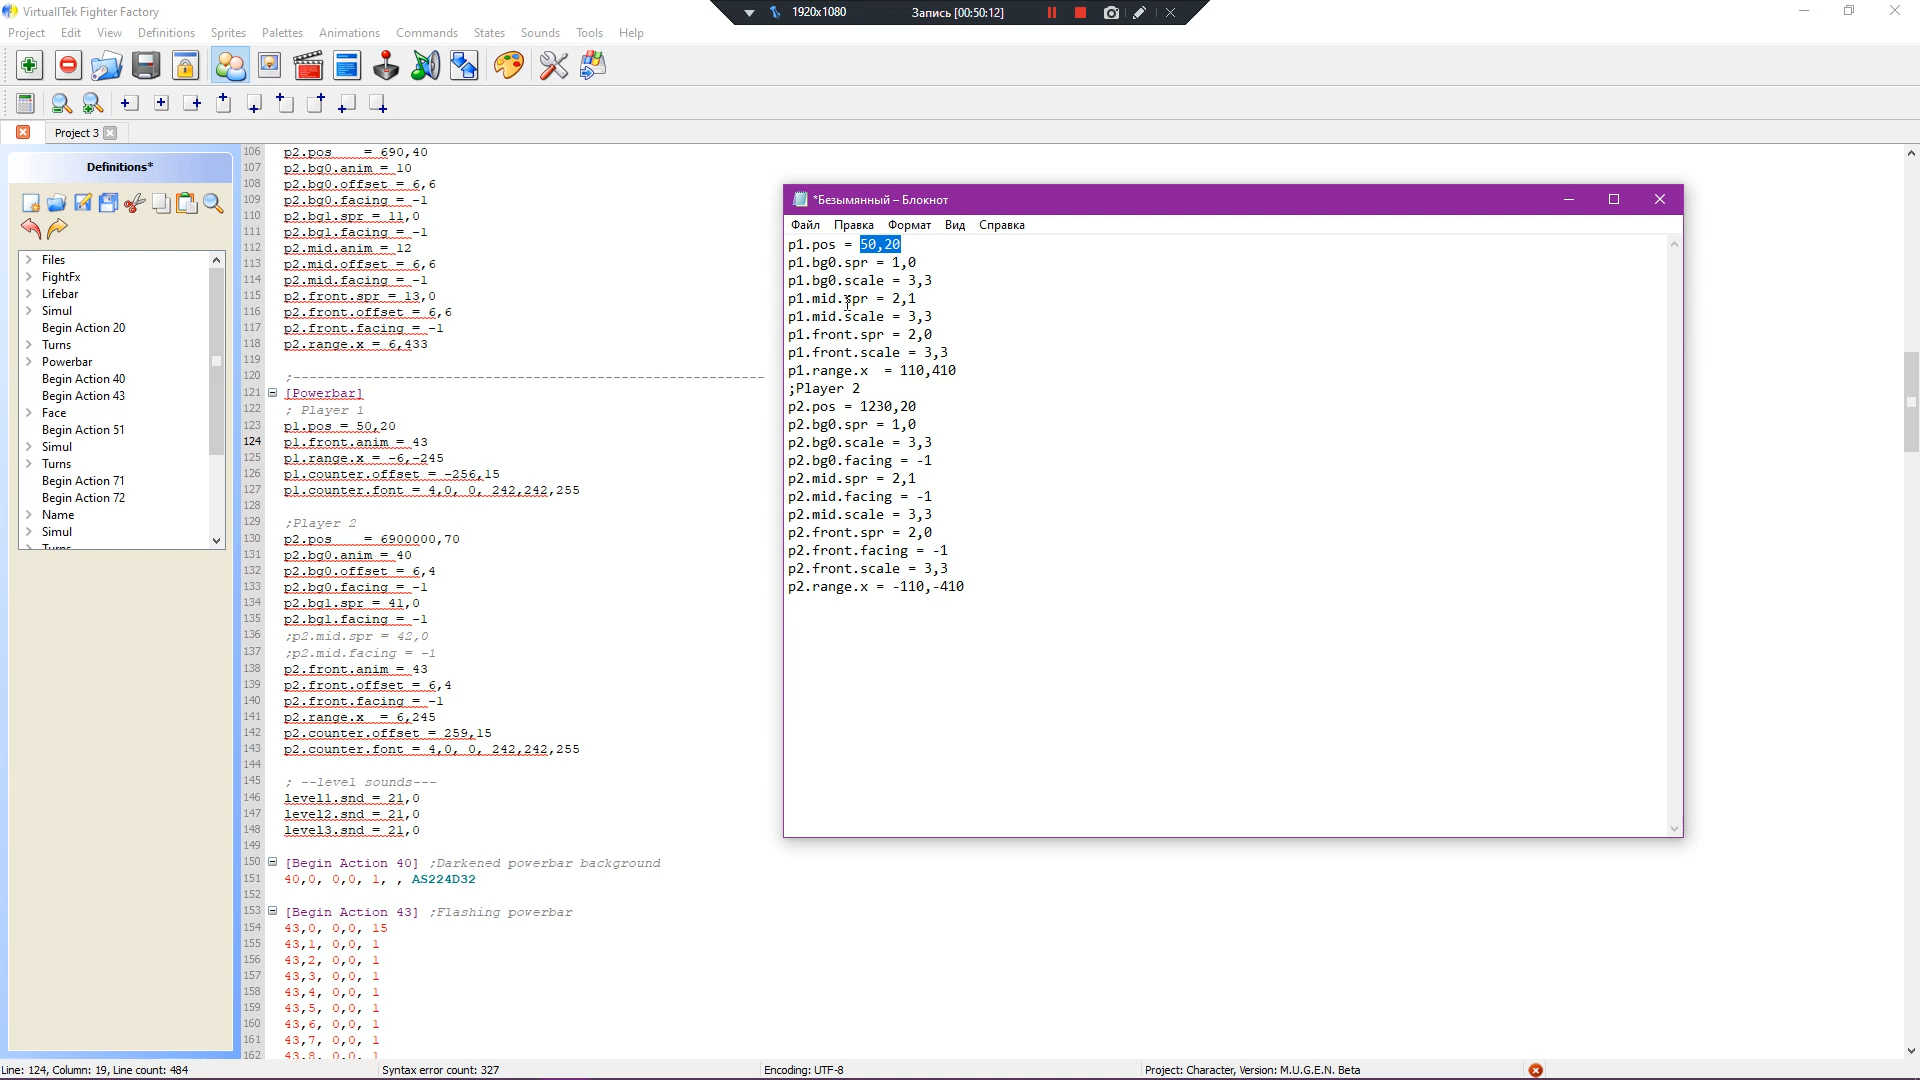 VirtuallTek Fighter Factory
1920x1080
Запись [00:50:12]
Project Edit View Definitions Sprites Palettes Animations Commands States Sounds Tools Help
Project 3
Definitions*
Files
FightFx
Lifebar
Simul
Begin Action 20
Turns
Powerbar
Begin Action 40
Begin Action 43
Face
Begin Action 51
Simul
Turns
Begin Action 71
Begin Action 72
Name
Simul
Turns
106 p2.pos    = 690,40
107 p2.bg0.anim = 10
108 p2.bg0.offset = 6,6
109 p2.bg0.facing = -1
110 p2.bg1.spr = 11,0
111 p2.bg1.facing = -1
112 p2.mid.anim = 12
113 p2.mid.offset = 6,6
114 p2.mid.facing = -1
115 p2.front.spr = 13,0
116 p2.front.offset = 6,6
117 p2.front.facing = -1
118 p2.range.x = 6,433
119
120 ;-----------------------------------------------------------
121 [Powerbar]
122 ; Player 1
123 p1.pos = 50,20
124 p1.front.anim = 43
125 p1.range.x = -6,-245
126 p1.counter.offset = -256,15
127 p1.counter.font = 4,0, 0, 242,242,255
128
129 ;Player 2
130 p2.pos    = 6900000,70
131 p2.bg0.anim = 40
132 p2.bg0.offset = 6,4
133 p2.bg0.facing = -1
134 p2.bg1.spr = 41,0
135 p2.bg1.facing = -1
136 ;p2.mid.spr = 42,0
137 ;p2.mid.facing = -1
138 p2.front.anim = 43
139 p2.front.offset = 6,4
140 p2.front.facing = -1
141 p2.range.x  = 6,245
142 p2.counter.offset = 259,15
143 p2.counter.font = 4,0, 0, 242,242,255
144
145 ; --level sounds---
146 level1.snd = 21,0
147 level2.snd = 21,0
148 level3.snd = 21,0
149
150 [Begin Action 40] ;Darkened powerbar background
151 40,0, 0,0, 1, , AS224D32
152
153 [Begin Action 43] ;Flashing powerbar
154 43,0, 0,0, 15
155 43,1, 0,0, 1
156 43,2, 0,0, 1
157 43,3, 0,0, 1
158 43,4, 0,0, 1
159 43,5, 0,0, 1
160 43,6, 0,0, 1
161 43,7, 0,0, 1
162 43,8, 0,0, 1
*Безымянный – Блокнот
Файл Правка Формат Вид Справка
p1.pos = 50,20
p1.bg0.spr = 1,0
p1.bg0.scale = 3,3
p1.mid.spr = 2,1
p1.mid.scale = 3,3
p1.front.spr = 2,0
p1.front.scale = 3,3
p1.range.x  = 110,410
;Player 2
p2.pos = 1230,20
p2.bg0.spr = 1,0
p2.bg0.scale = 3,3
p2.bg0.facing = -1
p2.mid.spr = 2,1
p2.mid.facing = -1
p2.mid.scale = 3,3
p2.front.spr = 2,0
p2.front.facing = -1
p2.front.scale = 3,3
p2.range.x = -110,-410
Line: 124, Column: 19, Line count: 484
Syntax error count: 327
Encoding: UTF-8
Project: Character, Version: M.U.G.E.N. Beta